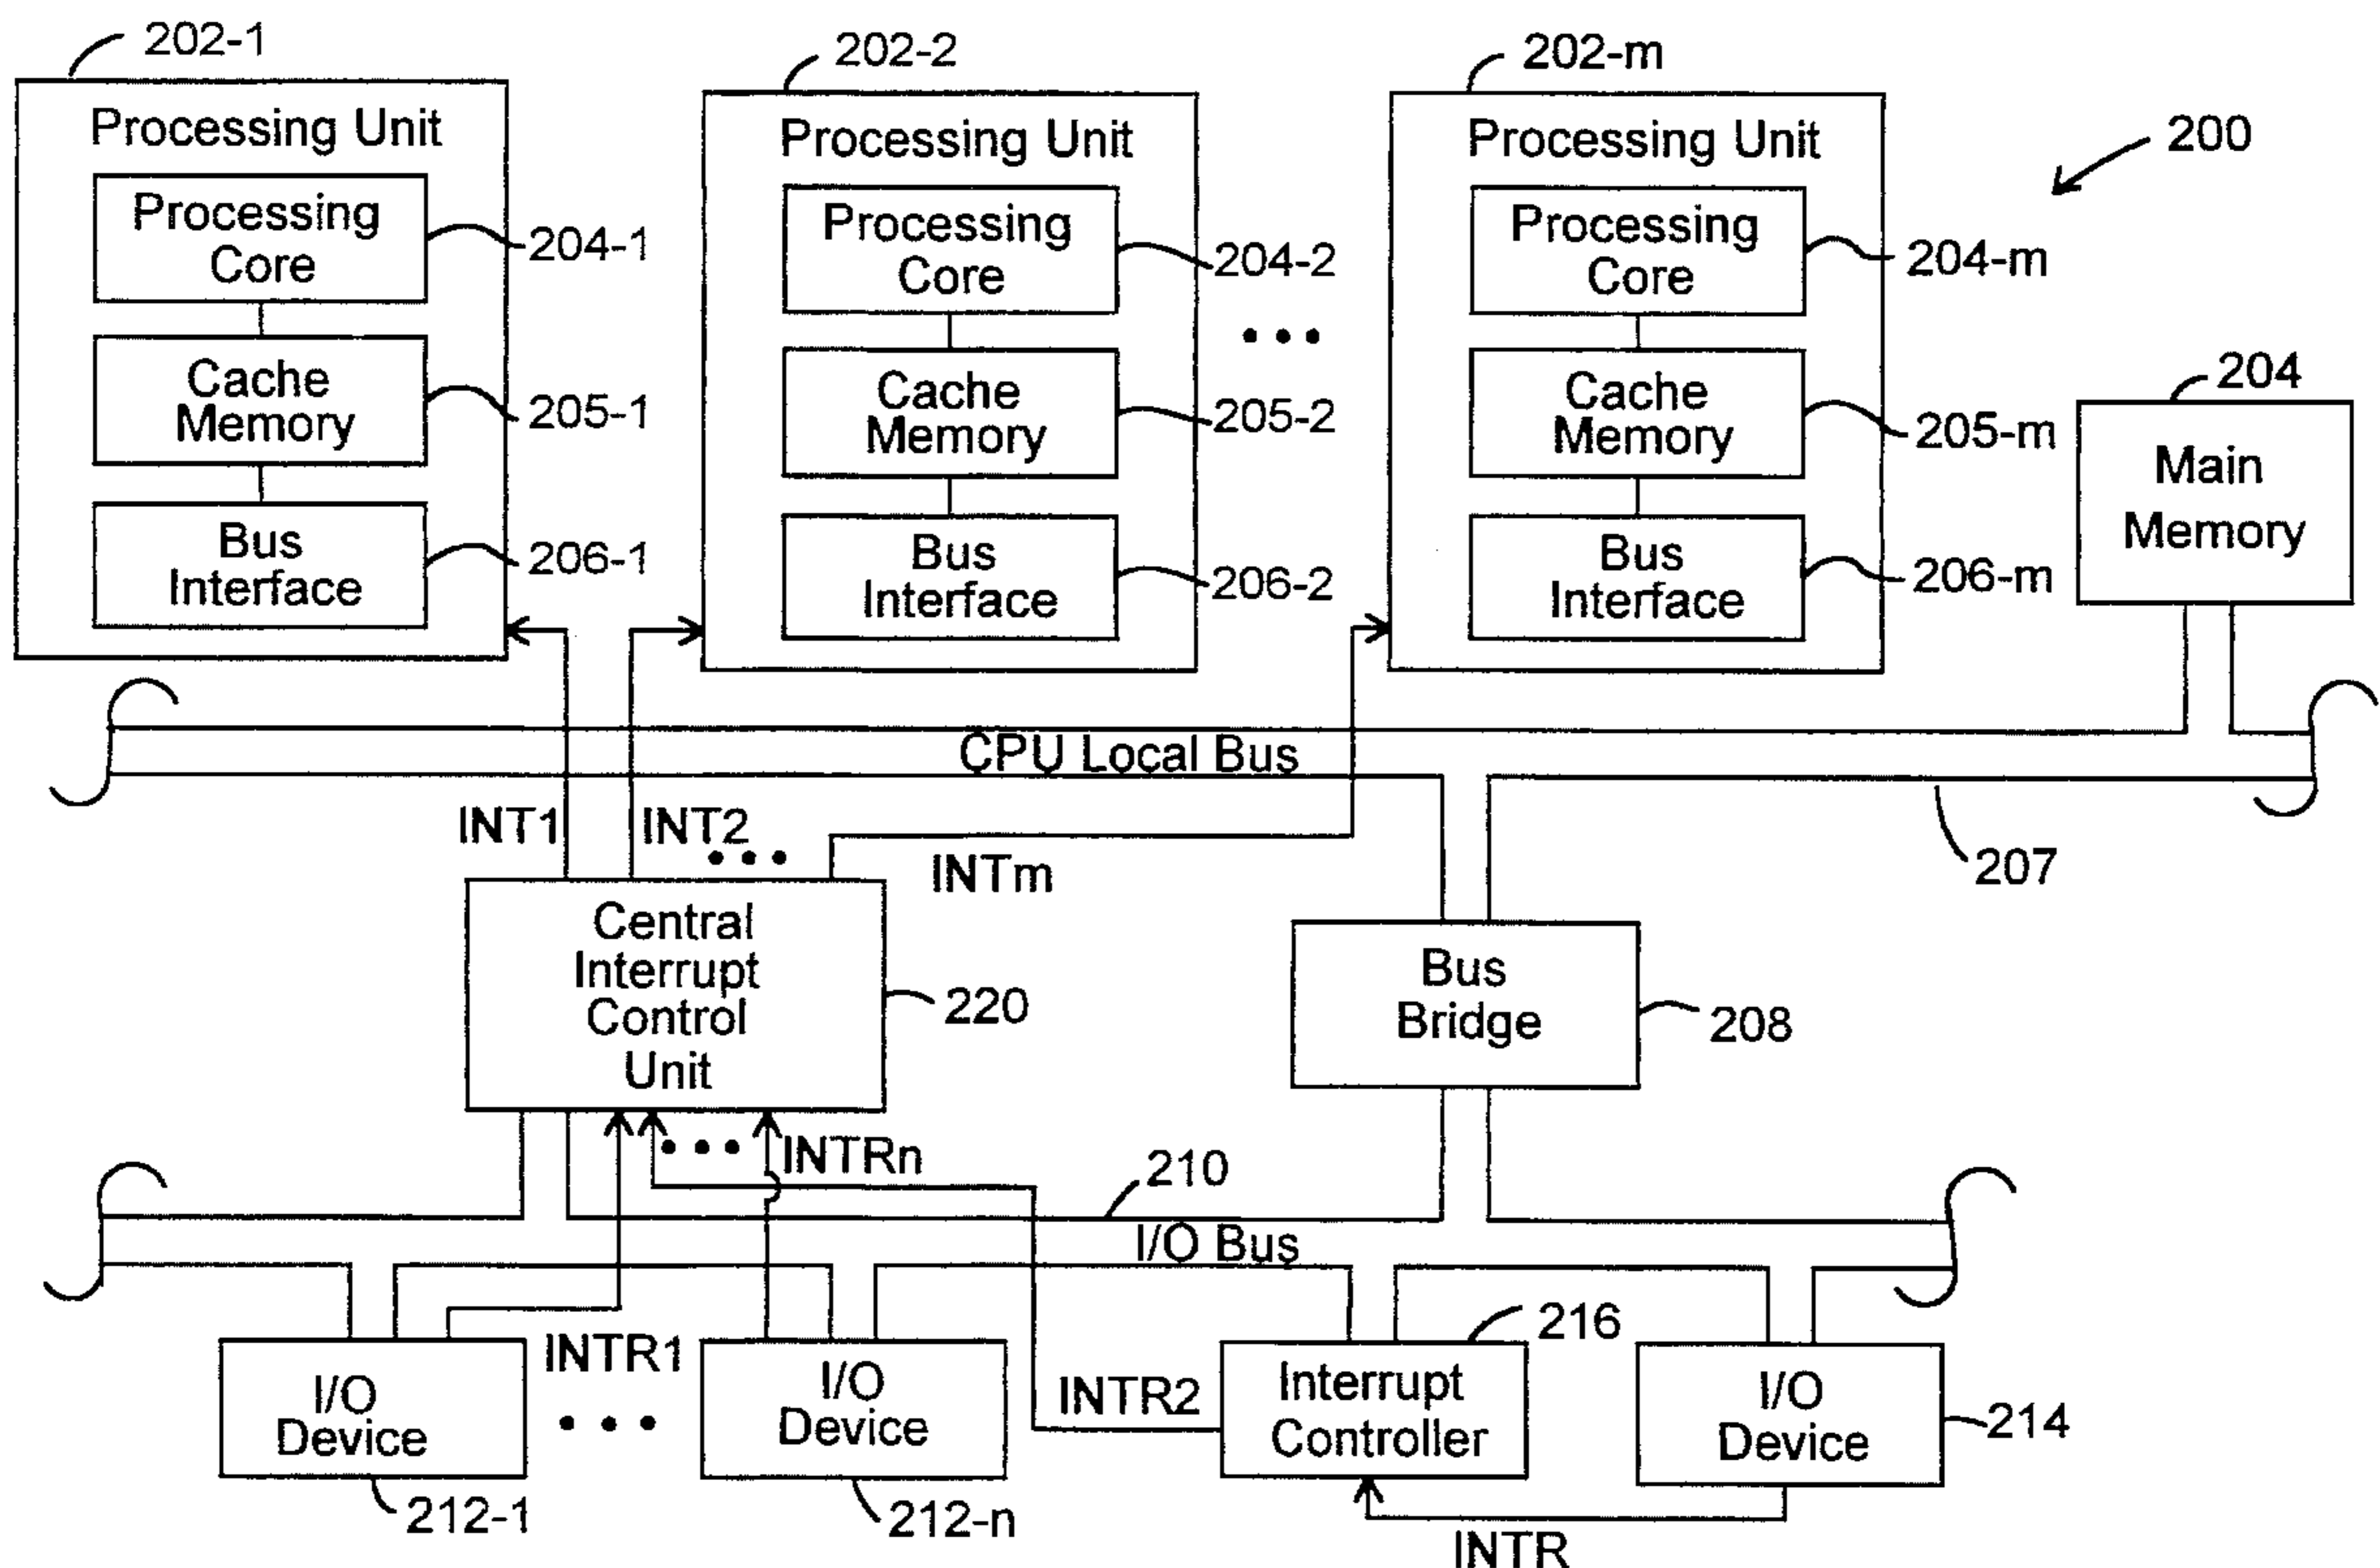 202-1
202-2
202-m
200
Processing Unit
Processing
Core
204-1
Cache
Memory
205-1
Bus
Interface
206-1
Processing Unit
Processing
Core
204-2
Cache
Memory
205-2
Bus
Interface
206-2
Processing Unit
Processing
Core
204-m
Cache
Memory
205-m
Bus
Interface
206-m
204
Main
Memory
CPU Local Bus
207
INT1
INT2
INTm
Central
Interrupt
Control
Unit
220
Bus
Bridge
208
INTRn
210
I/O Bus
INTR1
I/O
Device
212-1
I/O
Device
212-n
INTR2
216
Interrupt
Controller
I/O
Device
214
INTR